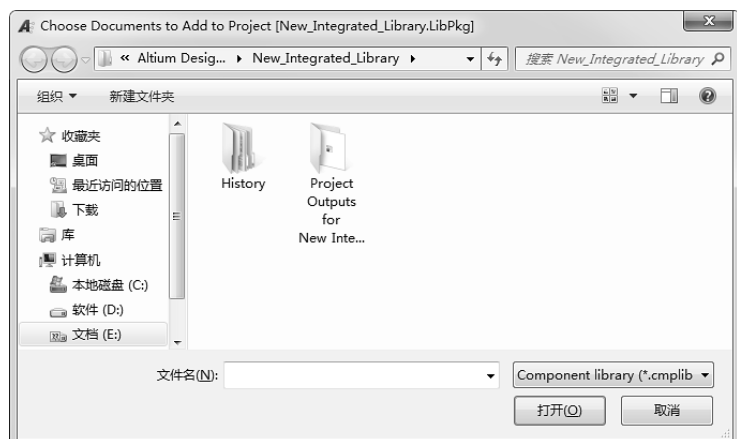 Choose Documents to Add to Project [New_Integrated_Library.LibPkg]
« Altium Desig... ▸ New_Integrated_Library ▸
搜索 New_Integrated_Library
组织 ▼ 新建文件夹
收藏夹
桌面
最近访问的位置
下载
库
计算机
本地磁盘 (C:)
软件 (D:)
文档 (E:)
History
Project
Outputs
for
New Inte...
文件名(N):
Component library (*.cmplib
打开(O) 取消